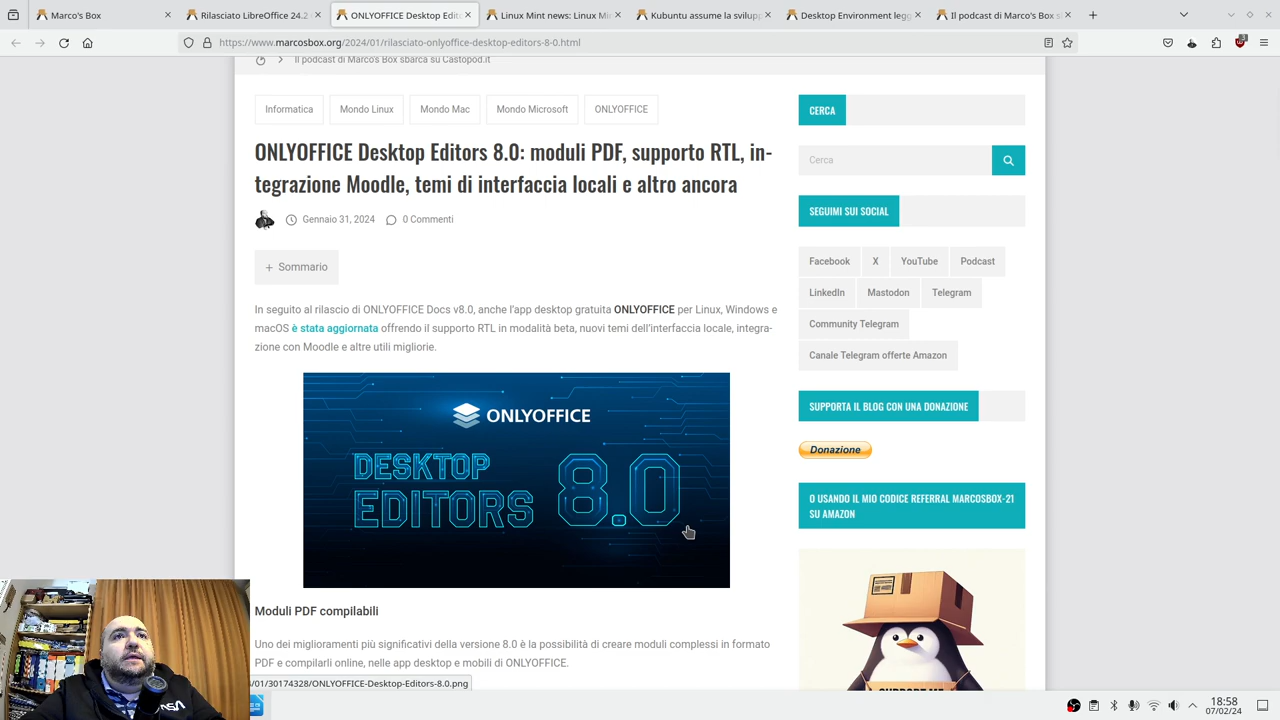 Marco's Box
Rilasciato LibreOffice 24.2
ONLYOFFICE Desktop Edit
Linux Mint news: Linux Min
Kubuntu assume lo svilupp
Desktop Environment legg
Il podcast di Marco's Box s
https://www.marcosbox.org/2024/01/rilasciato-onlyoffice-desktop-editors-8-0.html
Il podcast di Marco's Box sbarca su Castopod.it
Informatica
Mondo Linux
Mondo Mac
Mondo Microsoft
ONLYOFFICE
ONLYOFFICE Desktop Editors 8.0: moduli PDF, supporto RTL, in-
tegrazione Moodle, temi di interfaccia locali e altro ancora
Gennaio 31, 2024
0 Commenti
+ Sommario
In seguito al rilascio di ONLYOFFICE Docs v8.0, anche l'app desktop gratuita ONLYOFFICE per Linux, Windows e
macOS è stata aggiornata offrendo il supporto RTL in modalità beta, nuovi temi dell'interfaccia locale, integra-
zione con Moodle e altre utili migliorie.
ONLYOFFICE
DESKTOP
EDITORS 8.0
Moduli PDF compilabili
Uno dei miglioramenti più significativi della versione 8.0 è la possibilità di creare moduli complessi in formato
PDF e compilarli online, nelle app desktop e mobili di ONLYOFFICE.
/01/30174328/ONLYOFFICE-Desktop-Editors-8.0.png
CERCA
Cerca
SEGUIMI SUI SOCIAL
Facebook
X
YouTube
Podcast
LinkedIn
Mastodon
Telegram
Community Telegram
Canale Telegram offerte Amazon
SUPPORTA IL BLOG CON UNA DONAZIONE
Donazione
O USANDO IL MIO CODICE REFERRAL MARCOSBOX-21
SU AMAZON
SUPPORT ME
18:58
07/02/24